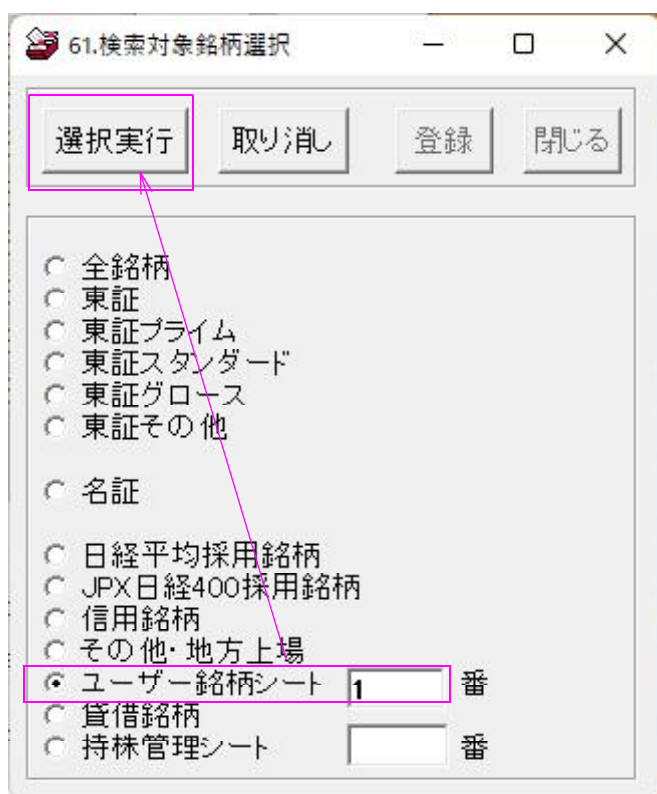 61.検索対象銘柄選択
選択実行 取り消し 登録 閉じる
全銘柄
東証
東証プライム
東証スタンダード
東証グロース
東証その他
名証
日経平均採用銘柄
JPX日経400採用銘柄
信用銘柄
その他・地方上場
ユーザー銘柄シート 1 番
貸借銘柄
持株管理シート 番